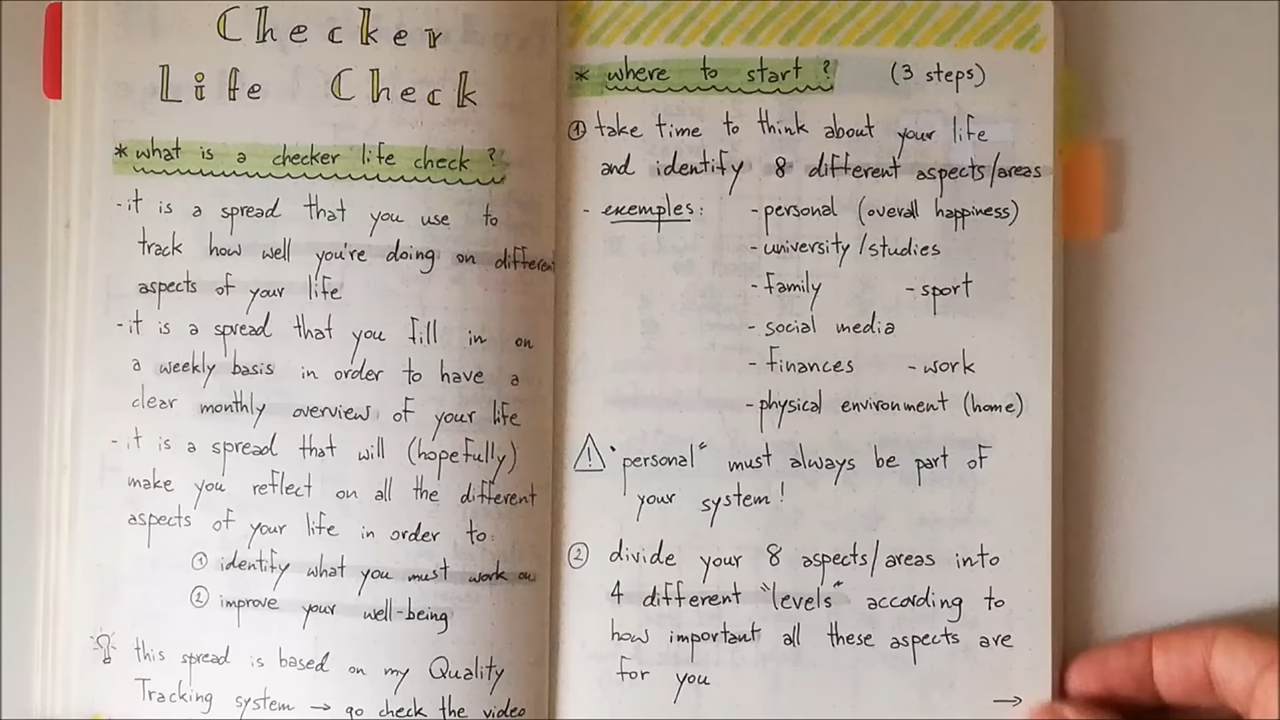 Checker
Life Check
* what is a checker life check ?
- it is a spread that you use to
track how well you're doing on different
aspects of your life
- it is a spread that you fill in on
a weekly basis in order to have a
clear monthly overview of your life
- it is a spread that will (hopefully)
make you reflect on all the different
aspects of your life in order to:
① identify what you must work on
② improve your well-being
this spread is based on my Quality
Tracking system → go check the video
* where to start ? (3 steps)
① take time to think about your life
and identify 8 different aspects/areas
- exemples: - personal (overall happiness)
- university/studies
- family - sport
- social media
- finances - work
- physical environment (home)
⚠ "personal" must always be part of
your system!
② divide your 8 aspects/areas into
4 different "levels" according to
how important all these aspects are
for you
→